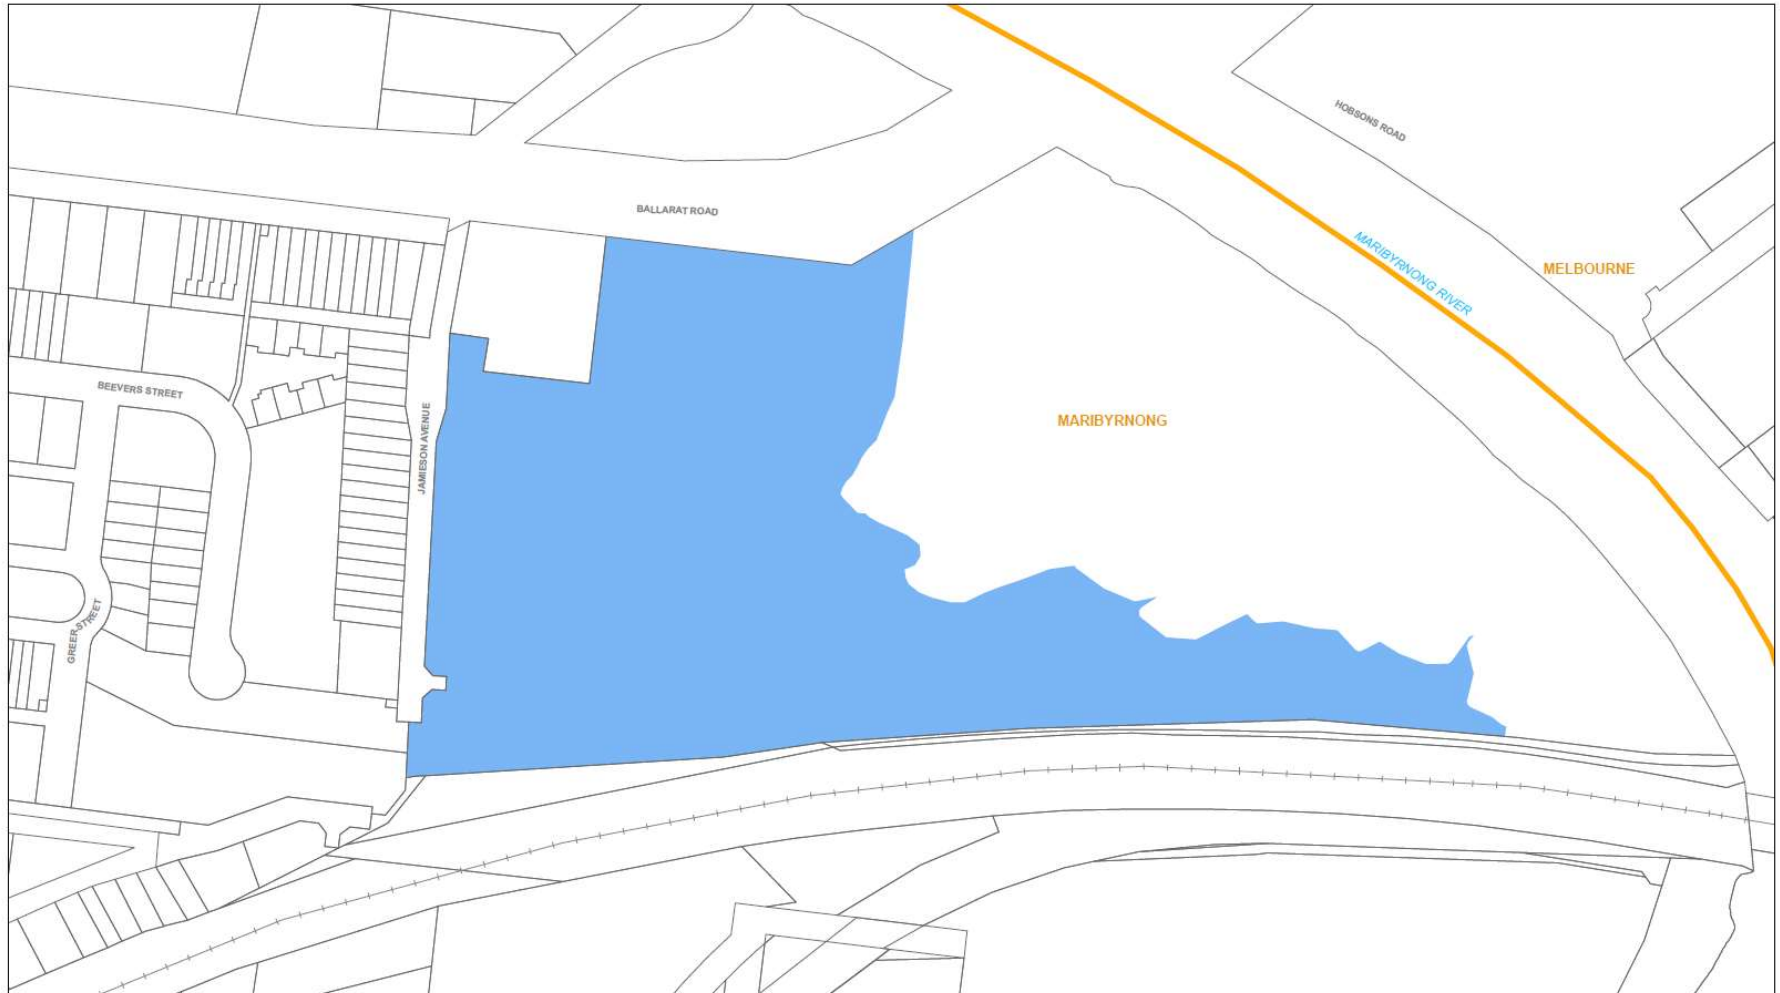 HOBSONS ROAD
BALLARAT ROAD
MARIBYRNONG RIVER
MELBOURNE
BEEVERS STREET
MARIBYRNONG
JAMIESON AVENUE
GREER STREET